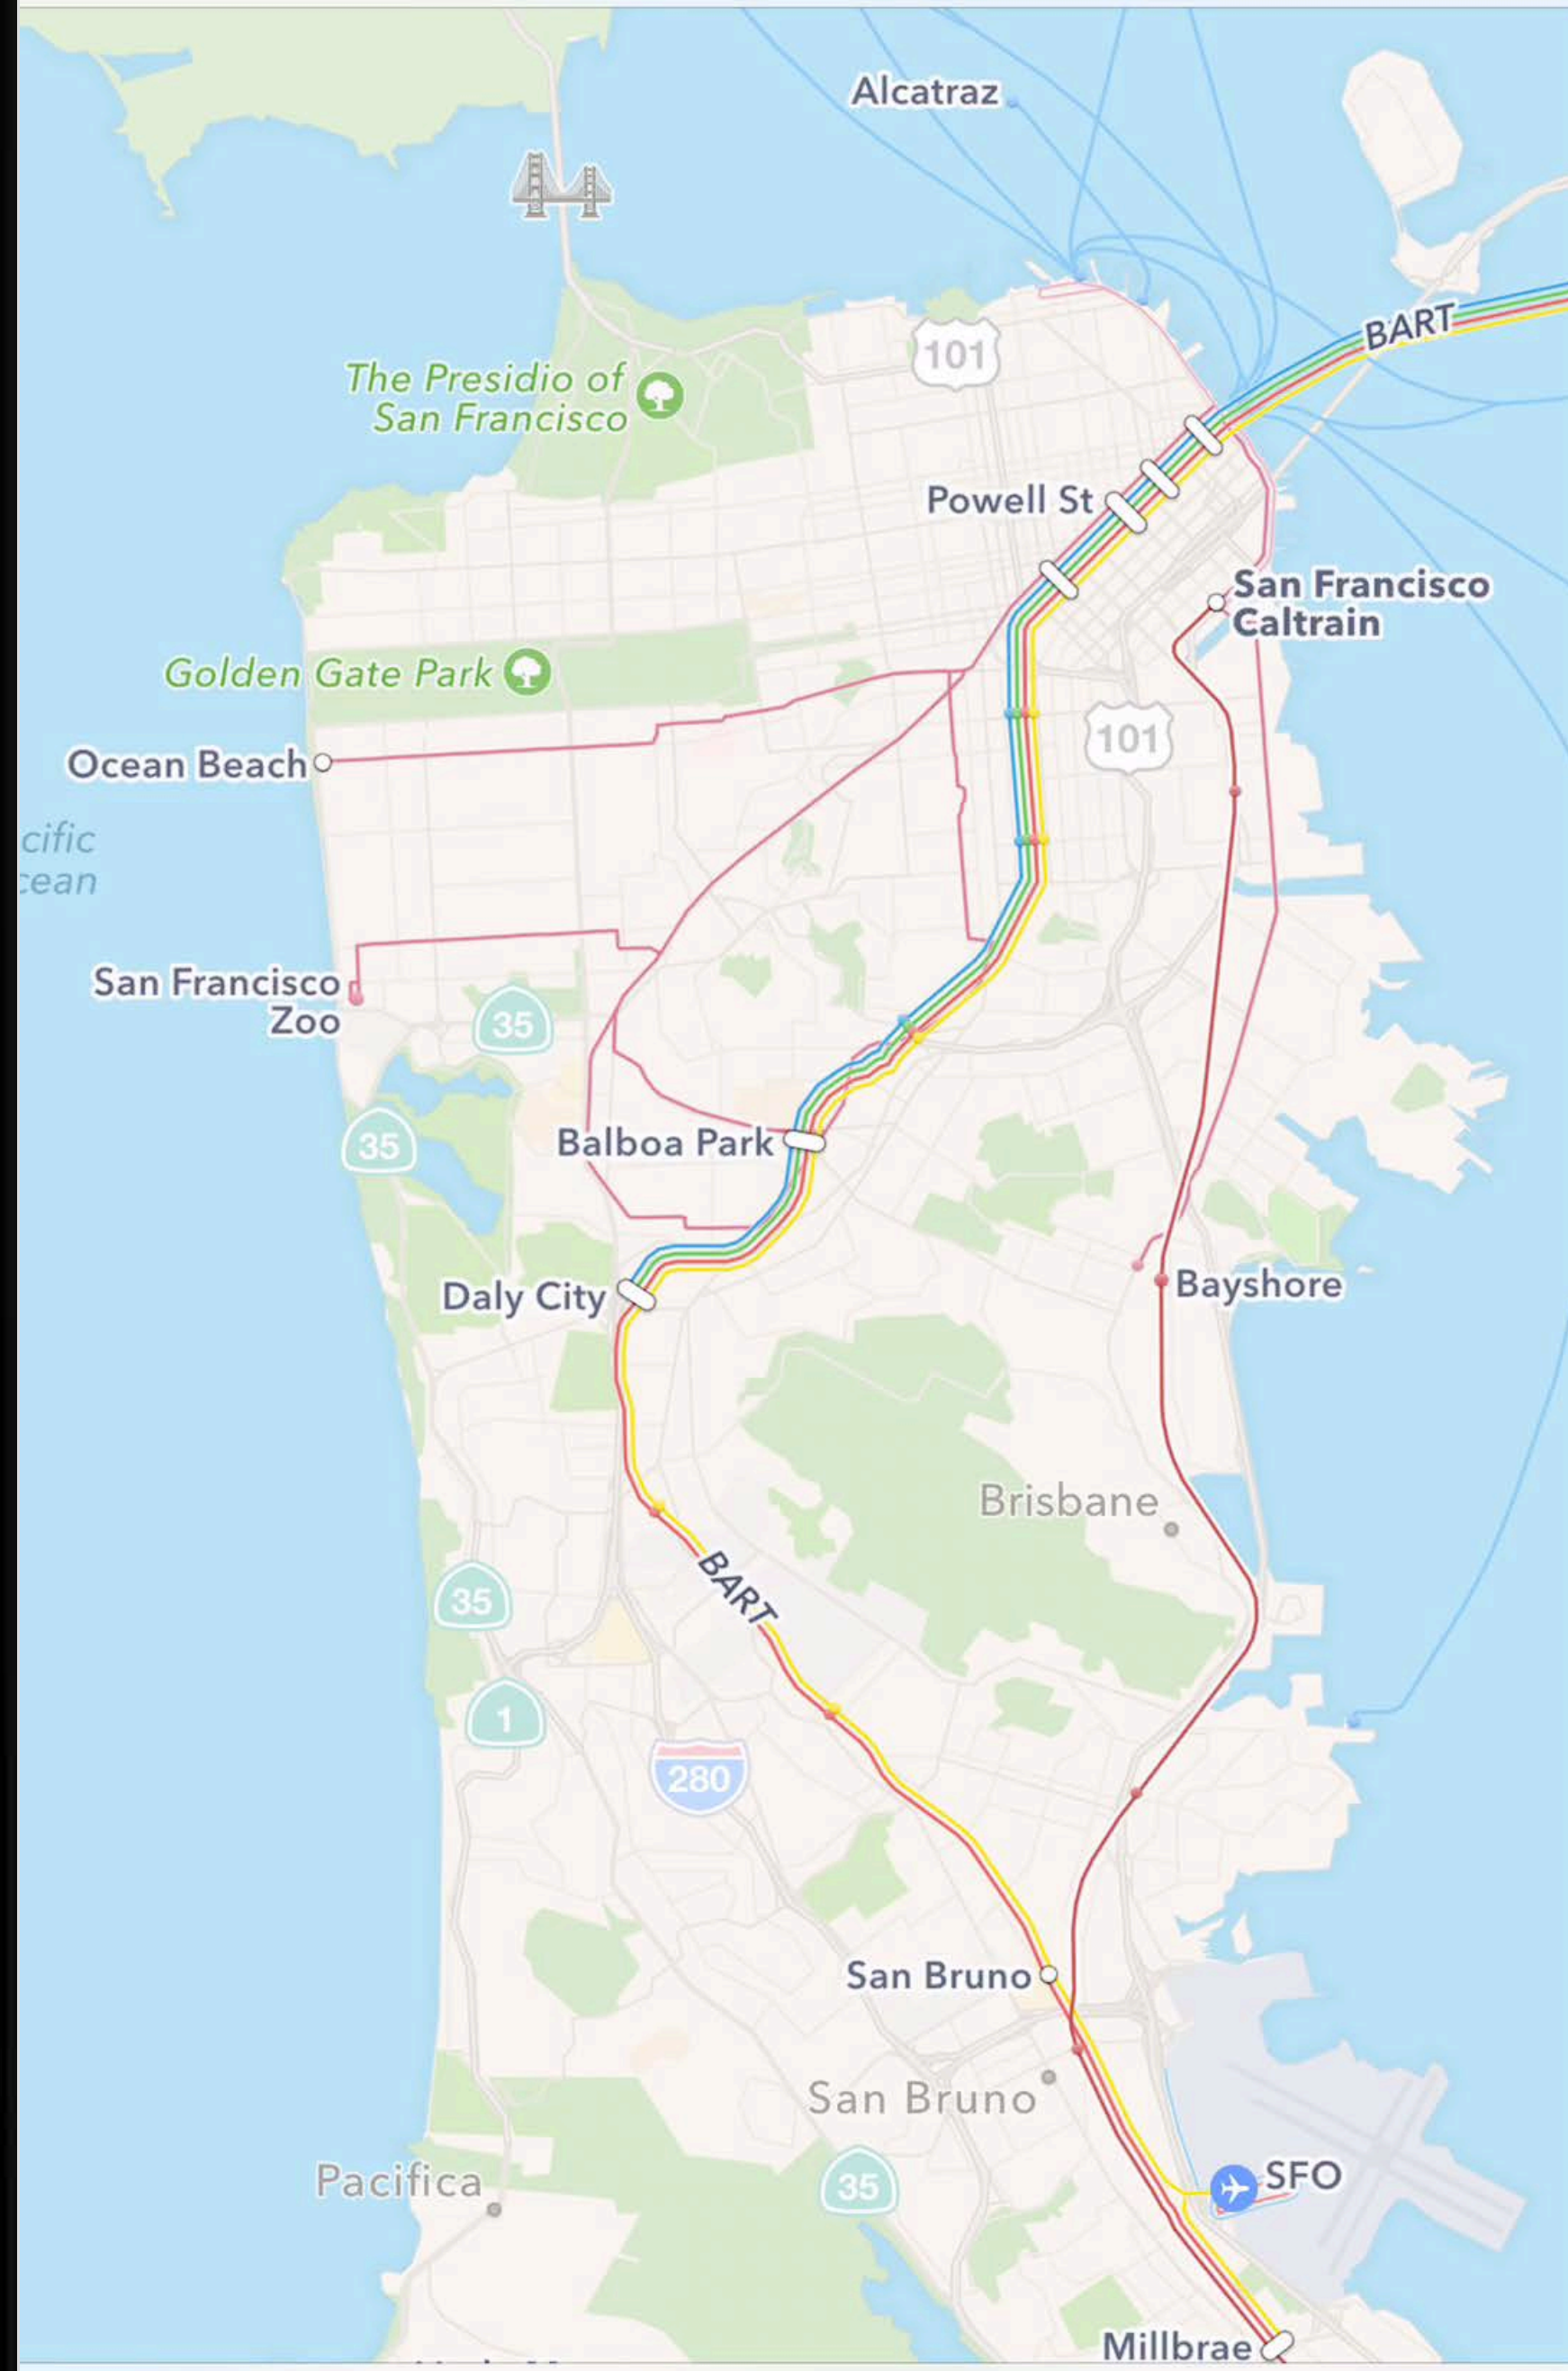 Alcatraz
BART
101
The Presidio of
San Francisco
Powell St
San Francisco
Caltrain
Golden Gate Park
101
Ocean Beach
cific
cean
San Francisco
Zoo
35
35
Balboa Park
Daly City
Bayshore
Brisbane
BART
35
1
280
San Bruno
San Bruno
SFO
Pacifica
35
Millbrae